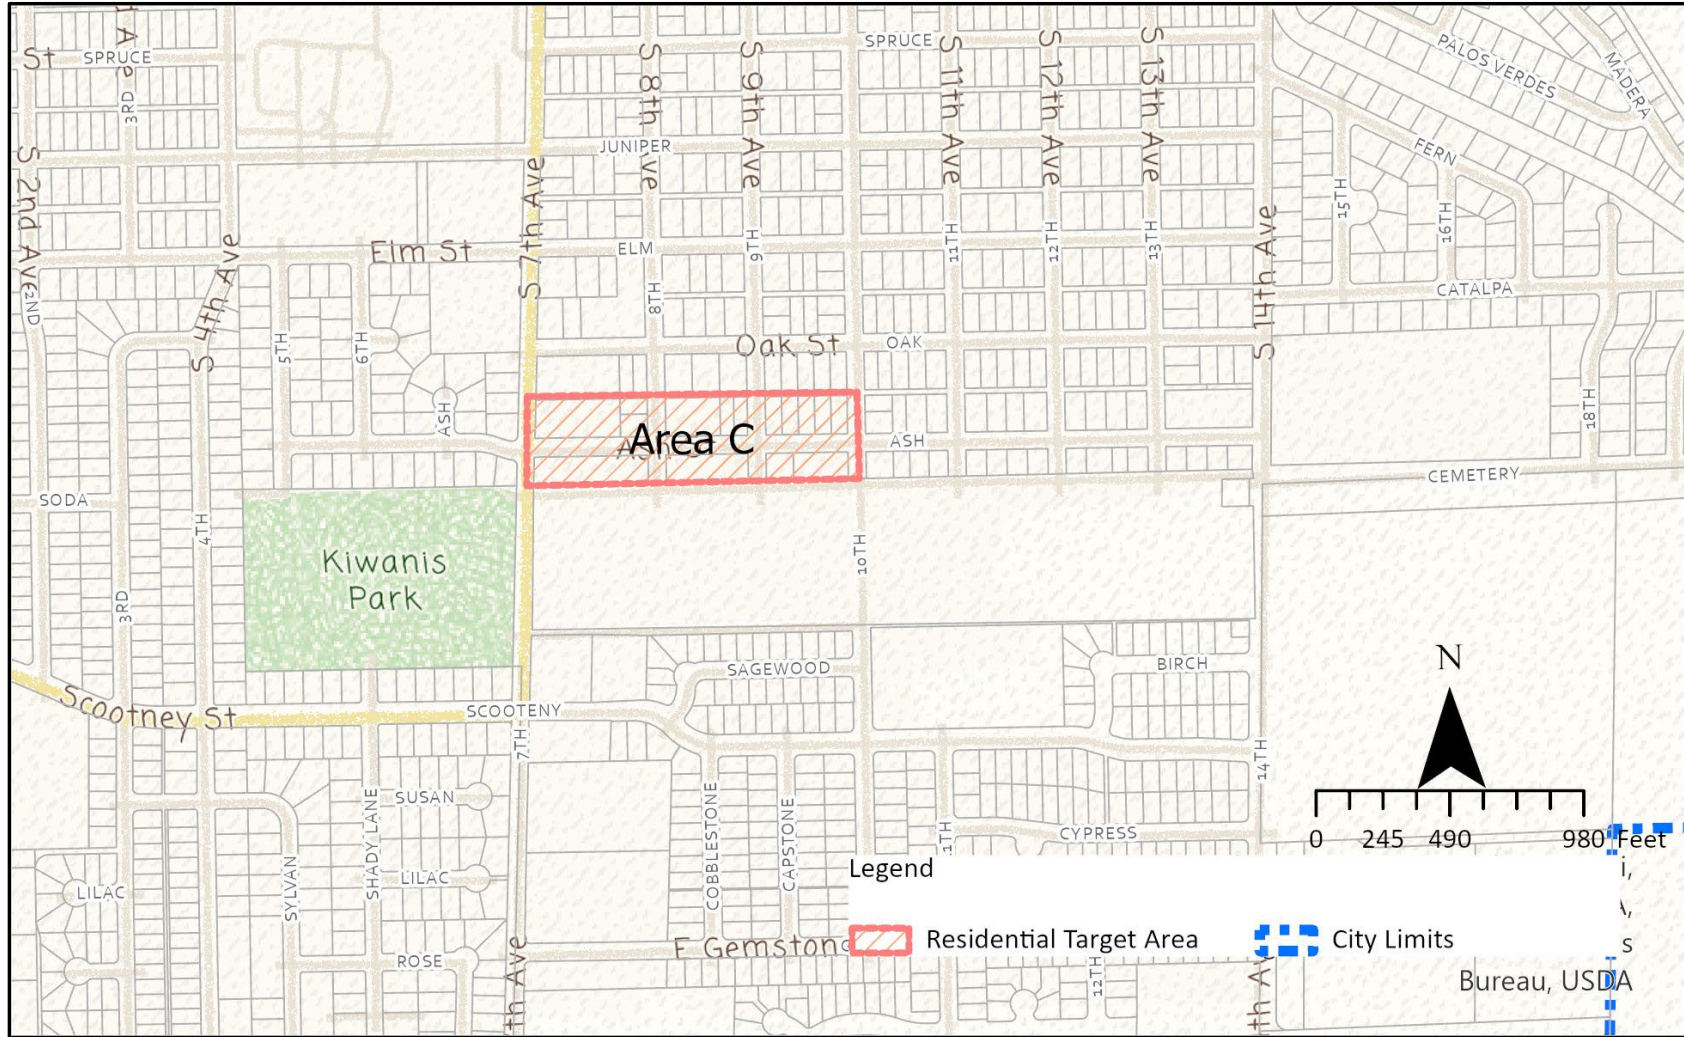 St
SPRUCE
Ave
3RD
S 2nd Ave
2ND
S 4th Ave
S 7th Ave
S 8th Ave
S 9th Ave
SPRUCE
S 11th Ave
S 12th Ave
S 13th Ave
S 14th Ave
PALOS VERDES
MADERA
JUNIPER
FERN
15TH
16TH
Elm St
ELM
9TH
11TH
12TH
13TH
8TH
CATALPA
5TH
6TH
Oak St
OAK
ASH
18TH
Area C
ASH
CEMETERY
SODA
4TH
3RD
Kiwanis
Park
10TH
SAGEWOOD
BIRCH
N
Scootney St
SCOOTENY
7TH
14TH
SUSAN
SHADY LANE
COBBLESTONE
CAPSTONE
CYPRESS
0 245 490 980 Feet
Legend
LILAC
SYLVAN
LILAC
ROSE
E Gemston
Residential Target Area
City Limits
12TH
th Ave
Bureau, USDA